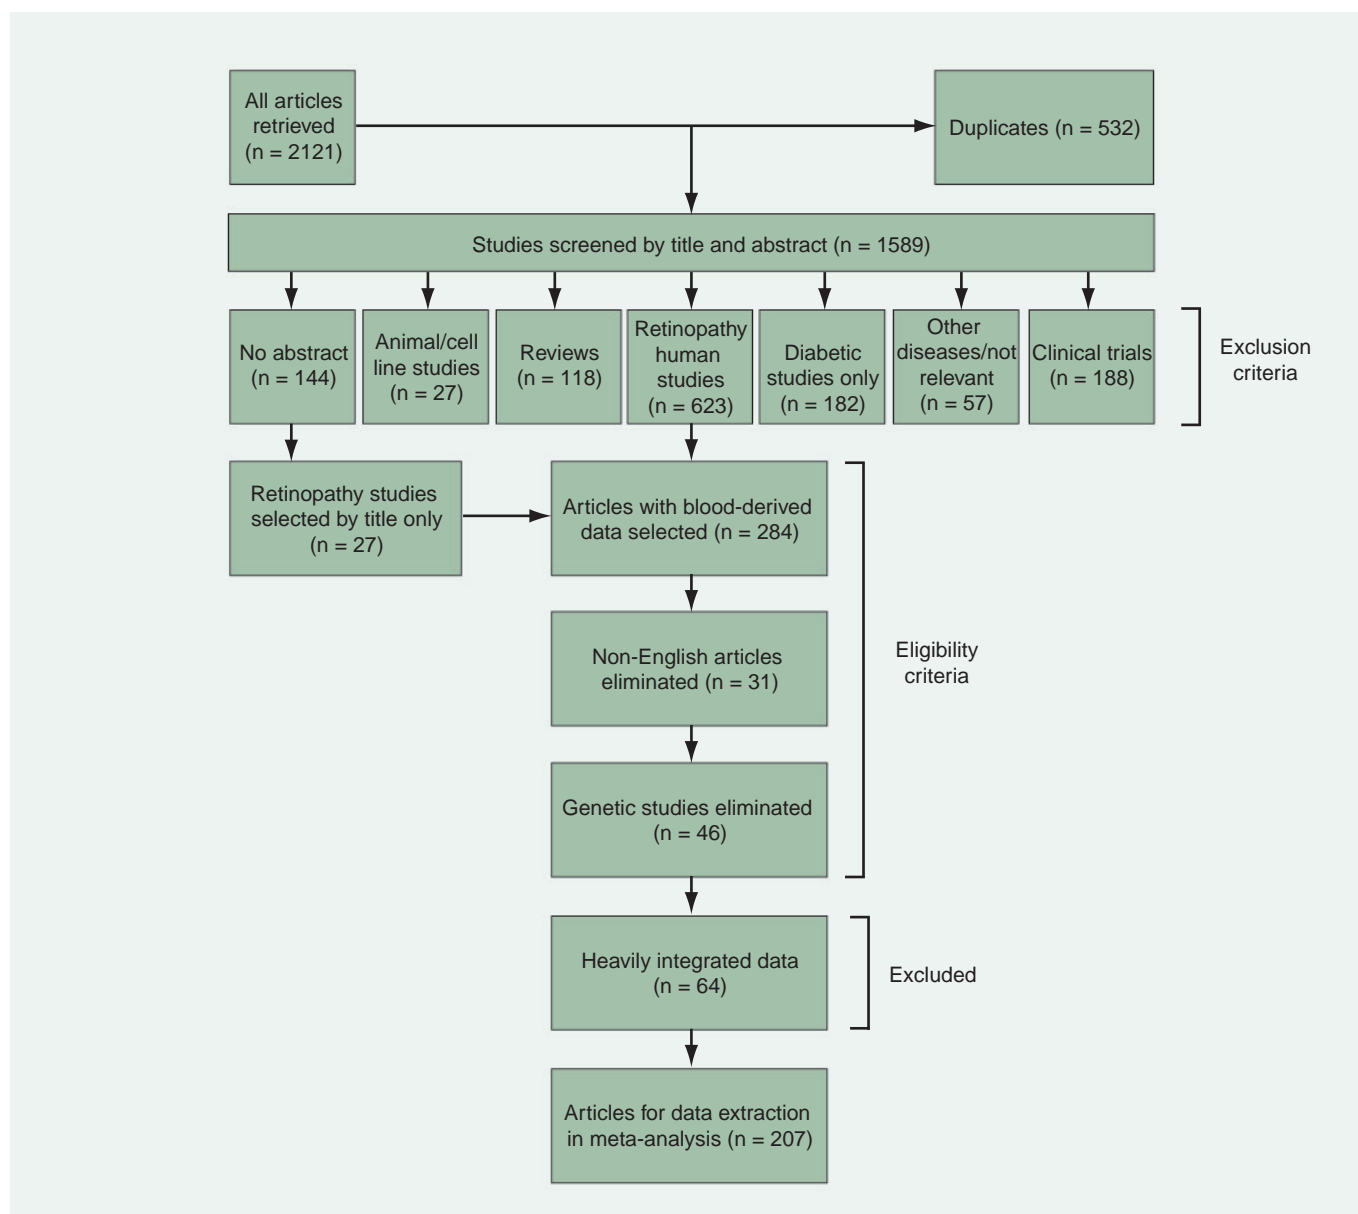 All articles
retrieved
(n = 2121)
Duplicates (n = 532)
Studies screened by title and abstract (n = 1589)
No abstract
(n = 144)
Animal/cell
line studies
(n = 27)
Reviews
(n = 118)
Retinopathy
human
studies
(n = 623)
Diabetic
studies only
(n = 182)
Other
diseases/not
relevant
(n = 57)
Clinical trials
(n = 188)
Exclusion
criteria
Retinopathy studies
selected by title only
(n = 27)
Articles with blood-derived
data selected (n = 284)
Non-English articles
eliminated (n = 31)
Eligibility
criteria
Genetic studies eliminated
(n = 46)
Heavily integrated data
(n = 64)
Excluded
Articles for data extraction
in meta-analysis (n = 207)